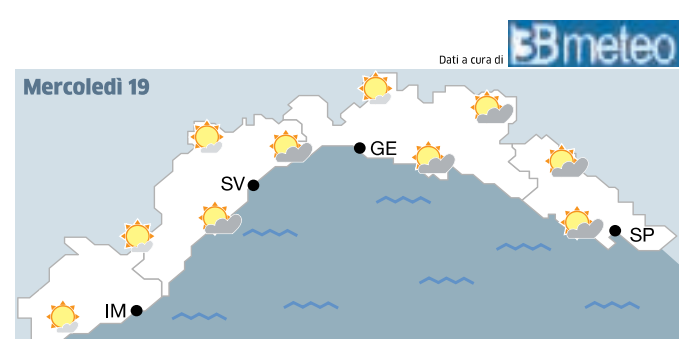 Dati a cura di 3Bmeteo
Mercoledì 19
GE
SV
SP
IM